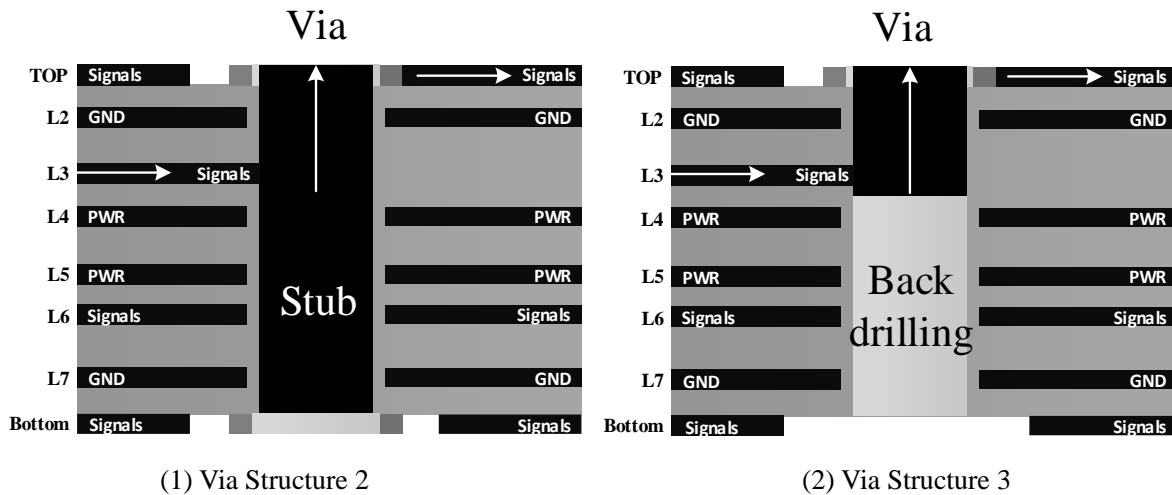 Via
TOP Signals Signals
L2 GND GND
L3 Signals
L4 PWR PWR
L5 PWR PWR
Stub
L6 Signals Signals
L7 GND GND
Bottom Signals Signals
(1) Via Structure 2
Via
TOP Signals Signals
L2 GND GND
L3 Signals
L4 PWR PWR
L5 PWR PWR
Back
L6 Signals Signals
drilling
L7 GND GND
Bottom Signals Signals
(2) Via Structure 3